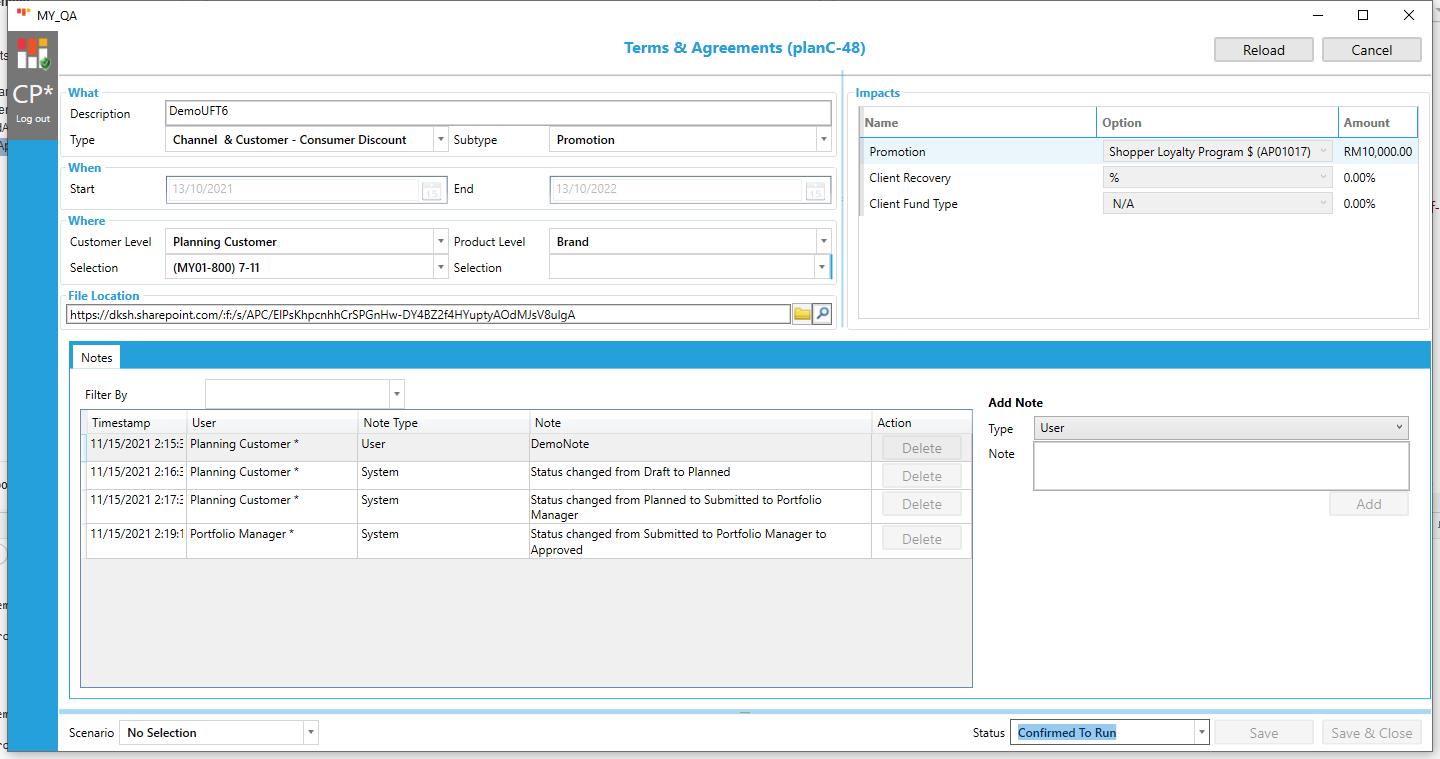 MY_QA
Terms & Agreements (planC-48)
Reload
Cancel
CP*
Log out
What
Description
DemoUFT6
Type
Channel & Customer - Consumer Discount
Subtype
Promotion
When
Start
13/10/2021
15
End
13/10/2022
15
Where
Customer Level
Planning Customer
Product Level
Brand
Selection
(MY01-800) 7-11
Selection
File Location
Impacts
Name Option Amount
Promotion Shopper Loyalty Program $ (AP01017) RM10,000.00
Client Recovery % 0.00%
Client Fund Type N/A 0.00%
Notes
Filter By
Timestamp User Note Type Note Action
11/15/2021 2:15:3 Planning Customer * User DemoNote Delete
11/15/2021 2:16:3 Planning Customer * System Status changed from Draft to Planned Delete
11/15/2021 2:17:3 Planning Customer * System Status changed from Planned to Submitted to Portfolio Delete
Manager
11/15/2021 2:19:1 Portfolio Manager * System Status changed from Submitted to Portfolio Manager to Delete
Approved
Add Note
Type User
Note
Add
Scenario No Selection
Status Confirmed To Run
Save
Save & Close